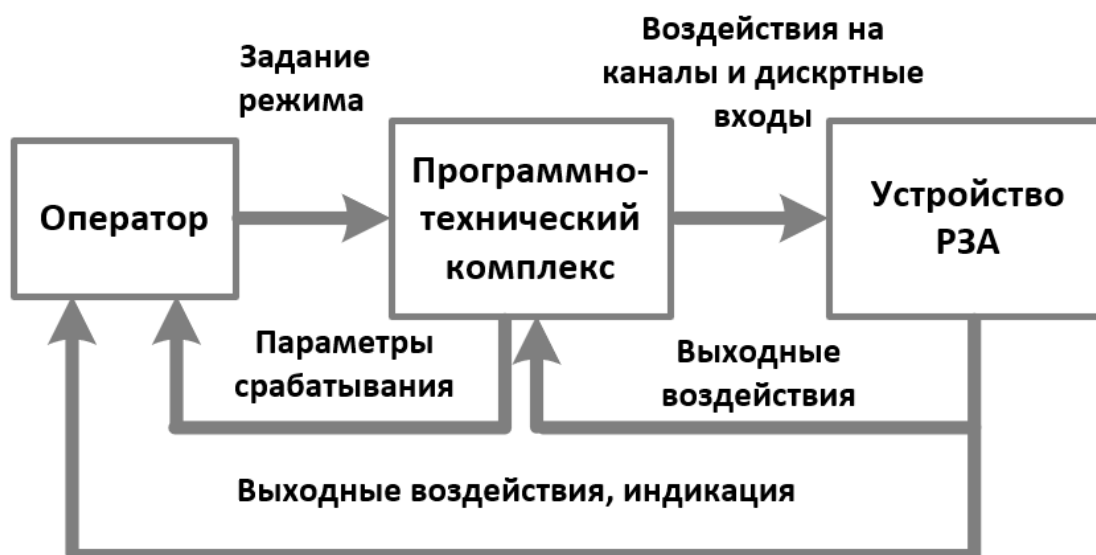 Задание
режима
Воздействия на
каналы и дискртные
входы
Оператор
Программно-
технический
комплекс
Устройство
РЗА
Параметры
срабатывания
Выходные
воздействия
Выходные воздействия, индикация